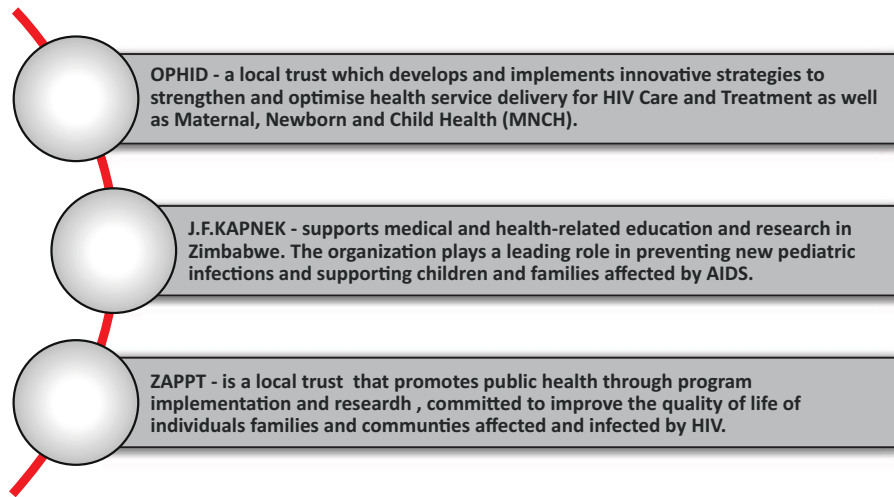 OPHID - a local trust which develops and implements innovative strategies to
strengthen and optimise health service delivery for HIV Care and Treatment as well
as Maternal, Newborn and Child Health (MNCH).
J.F.KAPNEK - supports medical and health-related education and research in
Zimbabwe. The organization plays a leading role in preventing new pediatric
infections and supporting children and families affected by AIDS.
ZAPPT - is a local trust  that promotes public health through program
implementation and researdh , committed to improve the quality of life of
individuals families and communties affected and infected by HIV.